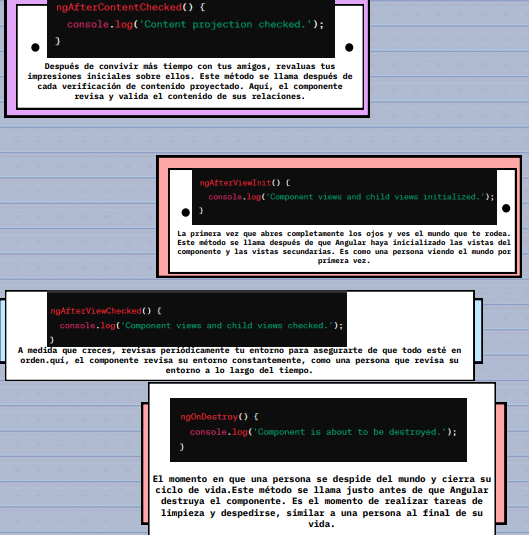 ngAfterContentChecked() {
console.log('Content projection checked.');
}
Después de convivir más tiempo con tus amigos, revaluas tus
impresiones iniciales sobre ellos. Este método se llama después de
cada verificación de contenido proyectado. Aquí, el componente
revisa y valida el contenido de sus relaciones.
ngAfterViewInit() {
console.log('Component views and child views initialized.');
}
La primera vez que abres completamente los ojos y ves el mundo que te rodea.
Este método se llama después de que Angular haya inicializado las vistas del
componente y las vistas secundarias. Es como una persona viendo el mundo por
primera vez.
ngAfterViewChecked() {
console.log('Component views and child views checked.');
}
A medida que creces, revisas periódicamente tu entorno para asegurarte de que todo esté en
orden.quí, el componente revisa su entorno constantemente, como una persona que revisa su
entorno a lo largo del tiempo.
ngOnDestroy() {
console.log('Component is about to be destroyed.');
}
El momento en que una persona se despide del mundo y cierra su
ciclo de vida.Este método se llama justo antes de que Angular
destruya el componente. Es el momento de realizar tareas de
limpieza y despedirse, similar a una persona al final de su
vida.